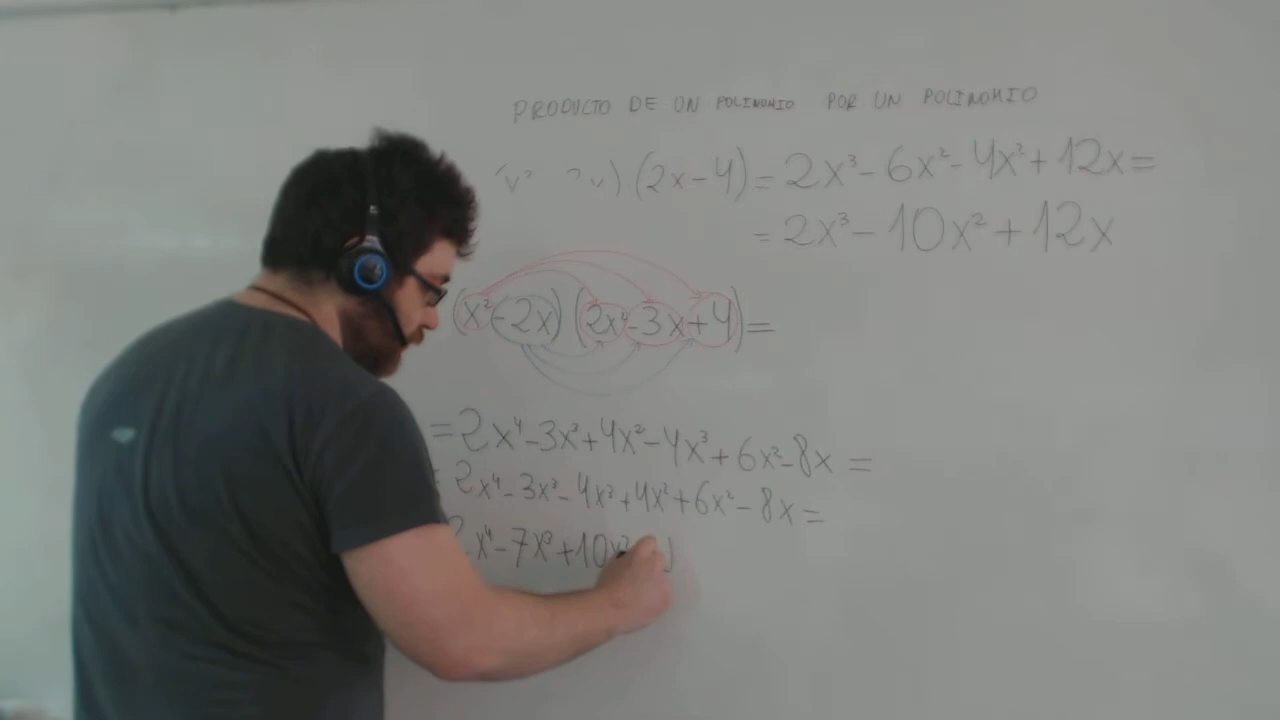 PRODUCTO DE UN POLINOMIO POR UN POLINOMIO
(2x-4)=2x³-6x²-4x²+12x=
=2x³-10x²+12x
(x²-2x)(2x²-3x+4)=
=2x⁴-3x³+4x²-4x³+6x²-8x=
2x⁴-3x³-4x³+4x²+6x²-8x=
x⁴-7x³+10x²